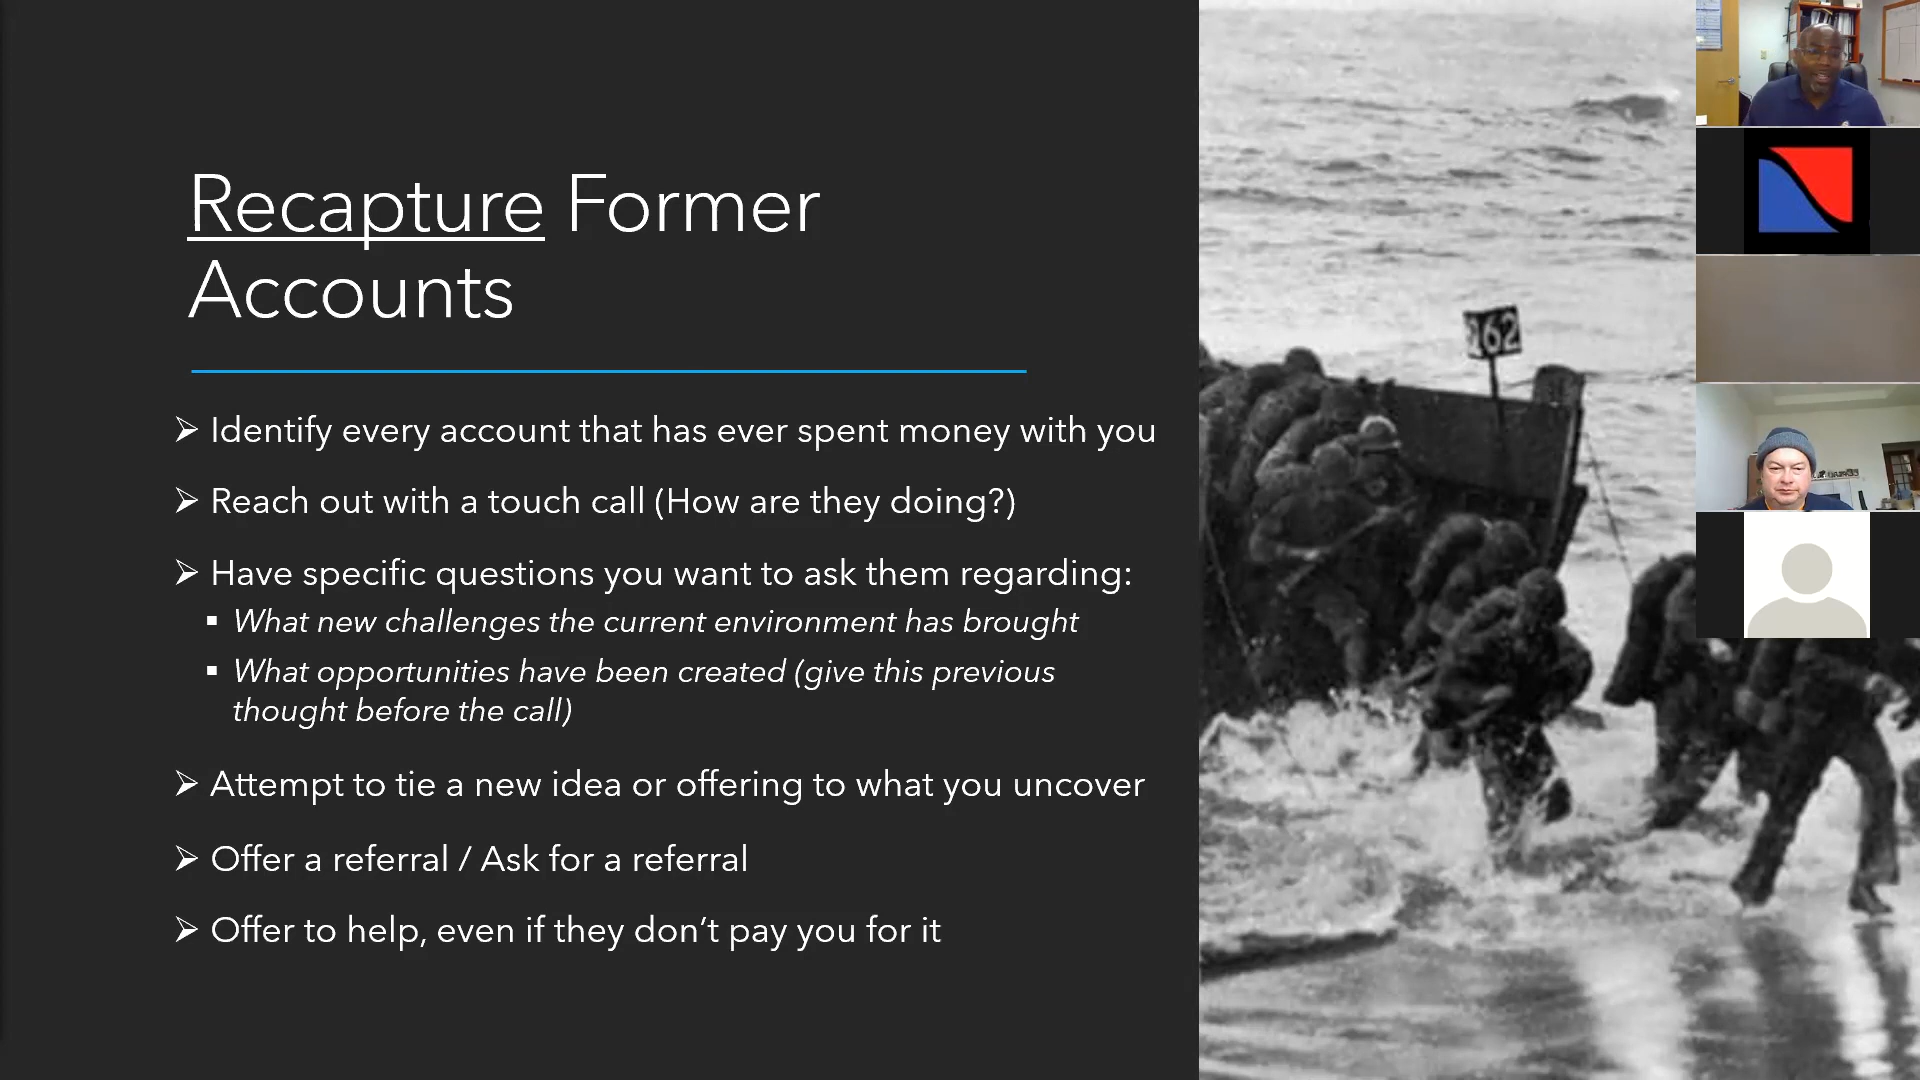 Recapture Former
Accounts
Identify every account that has ever spent money with you
Reach out with a touch call (How are they doing?)
Have specific questions you want to ask them regarding:
What new challenges the current environment has brought
What opportunities have been created (give this previous
thought before the call)
Attempt to tie a new idea or offering to what you uncover
Offer a referral / Ask for a referral
Offer to help, even if they don’t pay you for it
162